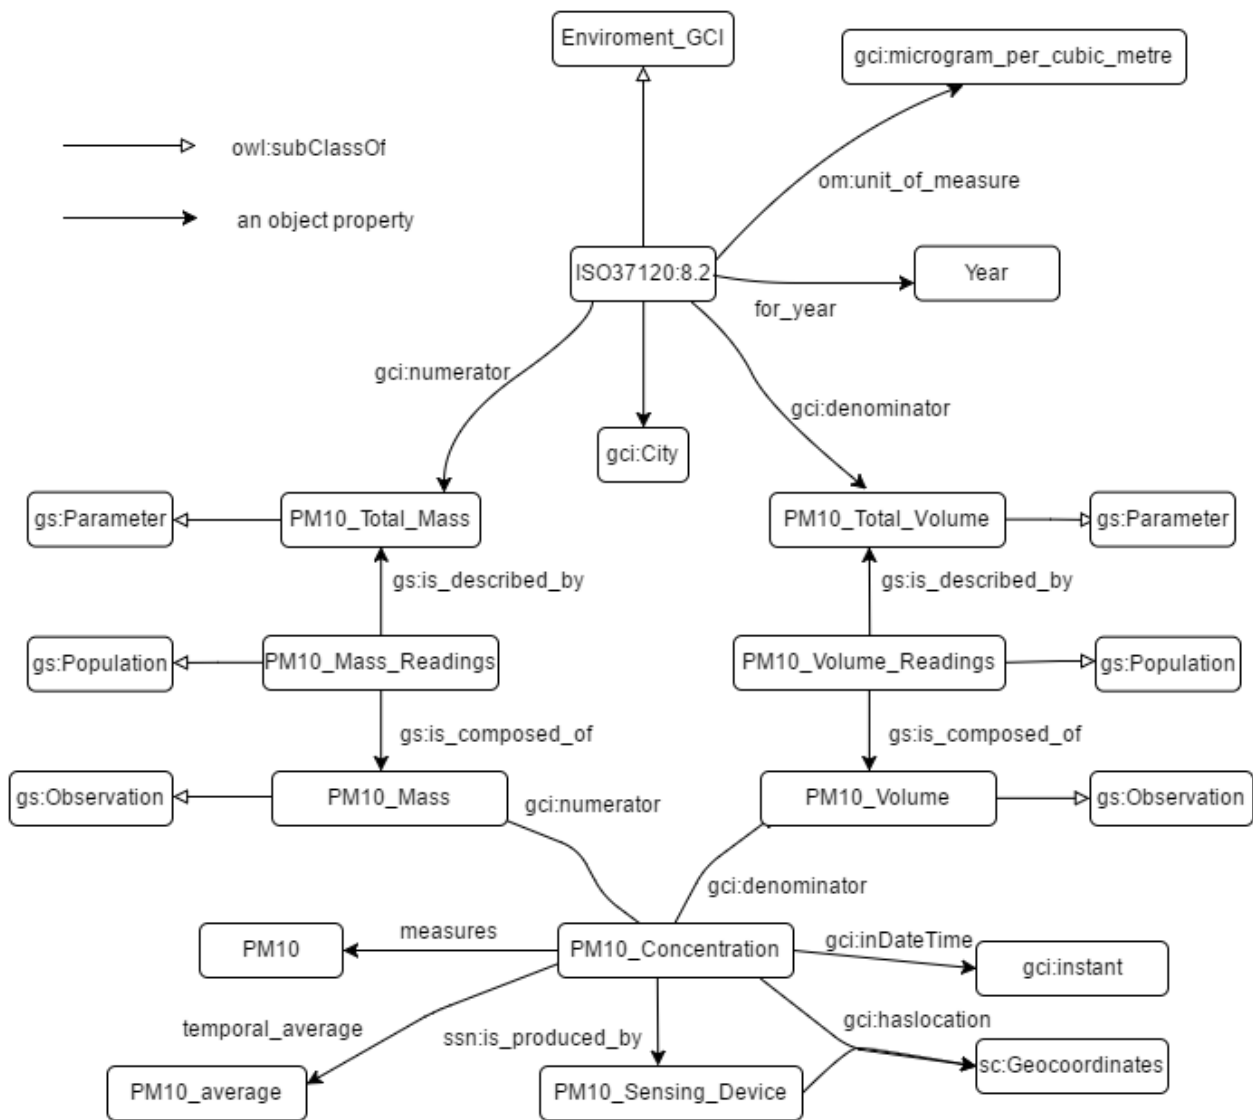 Enviroment_GCI
gci:microgram_per_cubic_metre
owl:subClassOf
om:unit_of_measure
an object property
ISO37120:8.2
Year
for_year
gci:numerator
gci:denominator
gci:City
gs:Parameter
PM10_Total_Mass
PM10_Total_Volume
gs:Parameter
gs:is_described_by
gs:is_described_by
gs:Population
PM10_Mass_Readings
PM10_Volume_Readings
gs:Population
gs:is_composed_of
gs:is_composed_of
gs:Observation
PM10_Mass
gci:numerator
PM10_Volume
gs:Observation
gci:denominator
PM10
measures
PM10_Concentration
gci:inDateTime
gci:instant
temporal_average
ssn:is_produced_by
gci:haslocation
PM10_average
PM10_Sensing_Device
sc:Geocoordinates